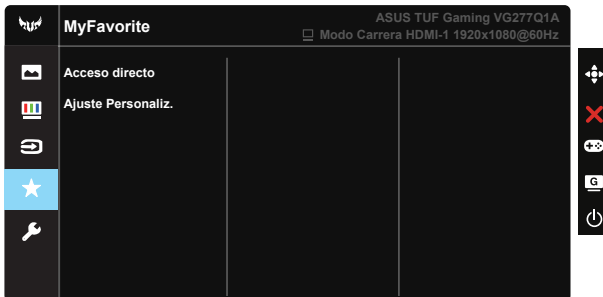 MyFavorite
ASUS TUF Gaming VG277Q1A
Modo Carrera HDMI-1 1920x1080@60Hz
Acceso directo
Ajuste Personaliz.
G